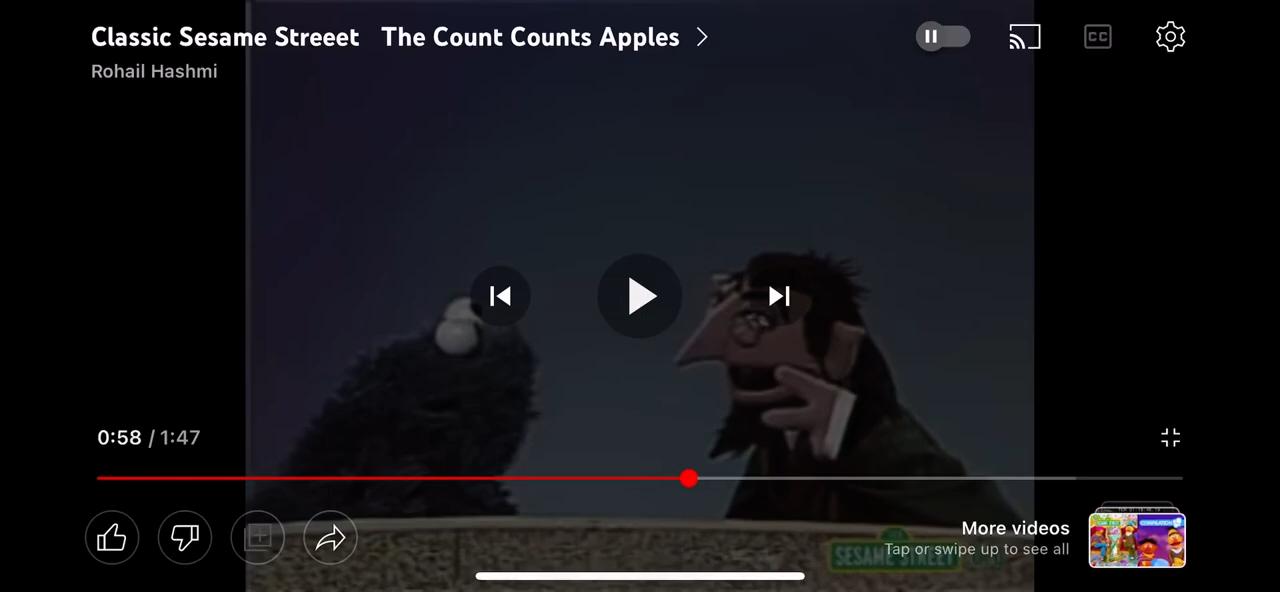 Classic Sesame Streeet   The Count Counts Apples
Rohail Hashmi
CC
0:58 / 1:47
More videos
Tap or swipe up to see all
SESAME STREET